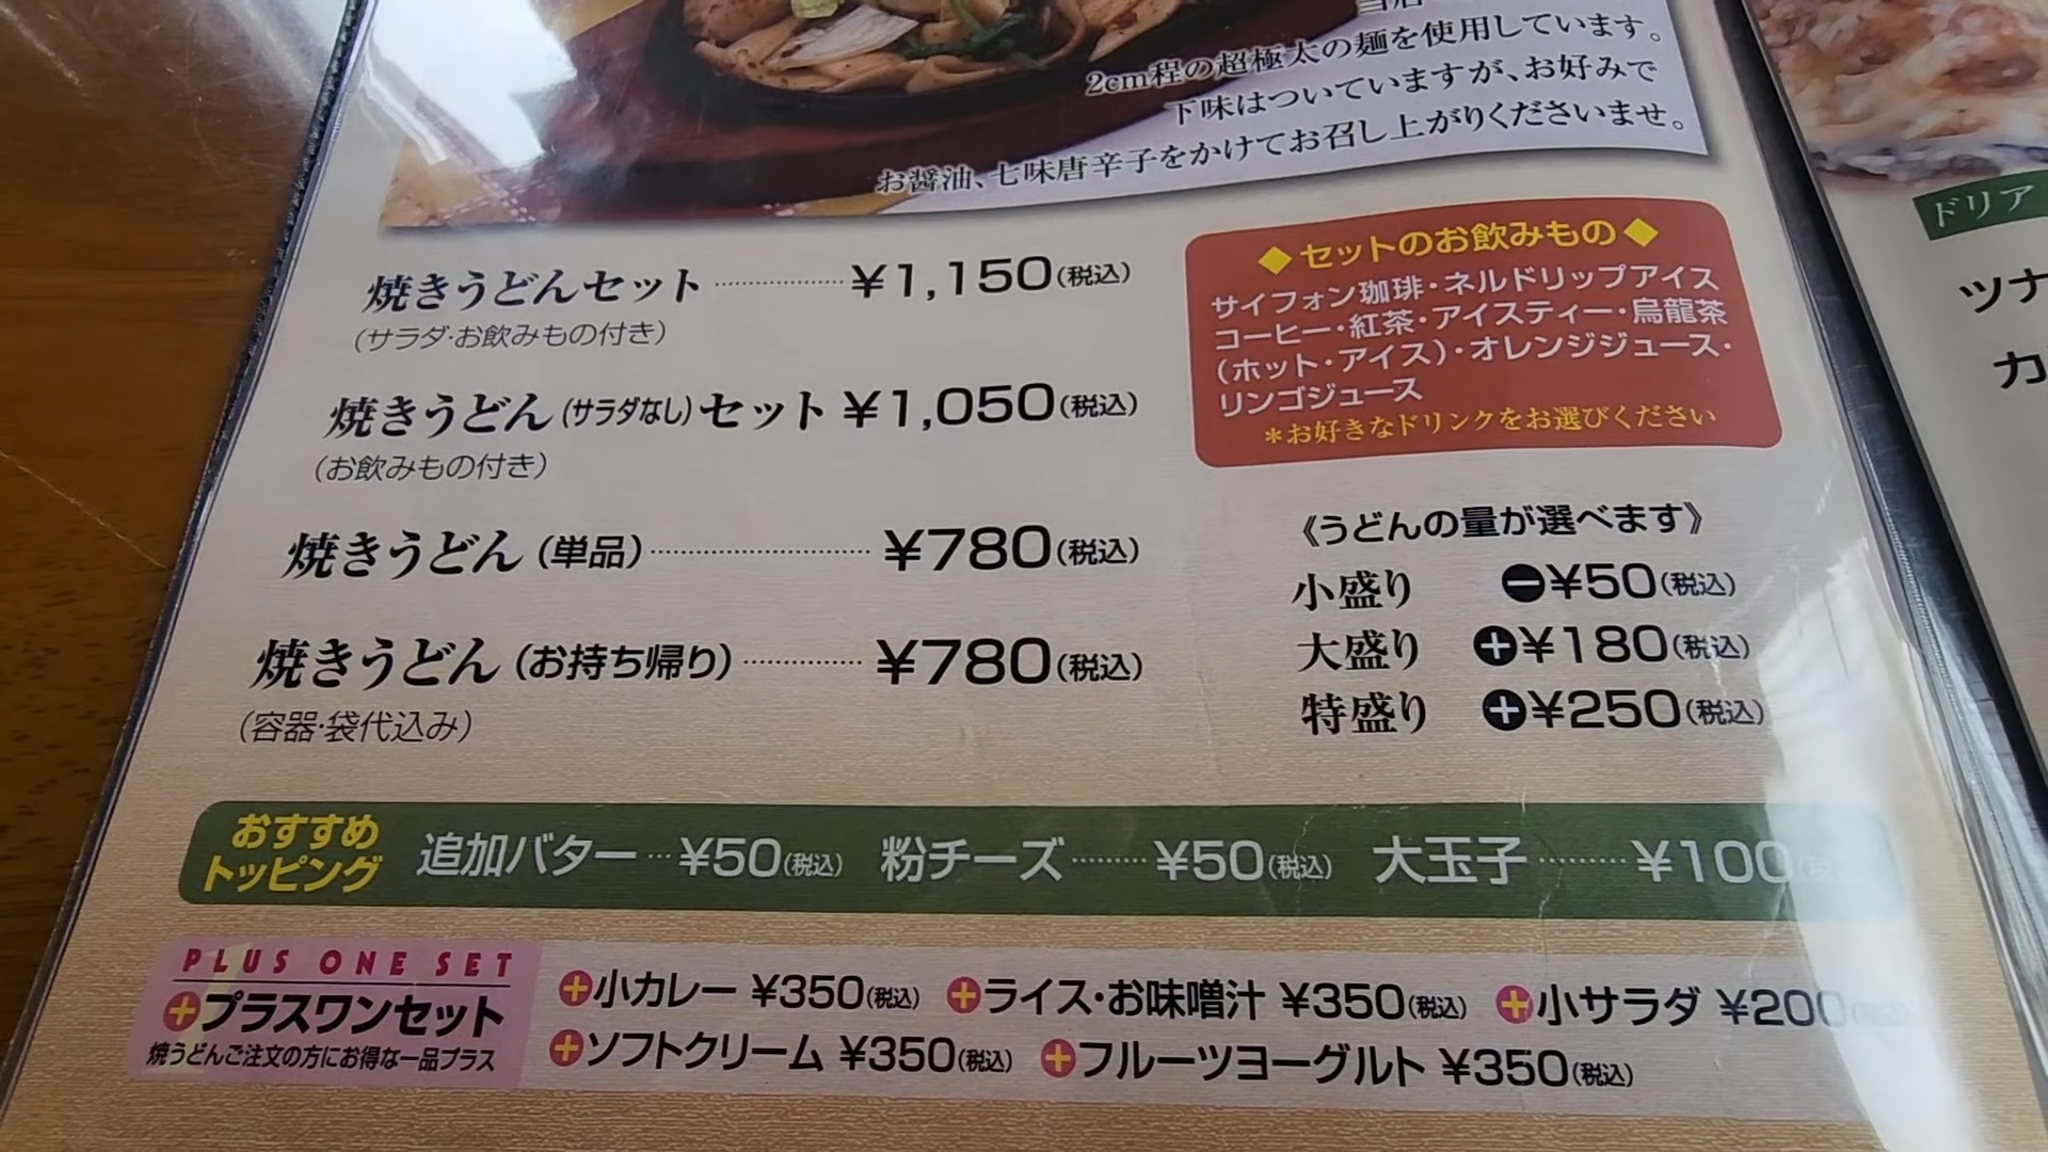 2cm程の超極太の麺を使用しています。
下味はついていますが、お好みで
お醤油、七味唐辛子をかけてお召し上がりくださいませ。
焼きうどんセット ¥1,150(税込)
(サラダ・お飲みもの付き)
焼きうどん(サラダなし)セット ¥1,050(税込)
(お飲みもの付き)
焼きうどん(単品) ¥780(税込)
焼きうどん(お持ち帰り) ¥780(税込)
(容器・袋代込み)
◆セットのお飲みもの◆
サイフォン珈琲・ネルドリップアイス
コーヒー・紅茶・アイスティー・烏龍茶
(ホット・アイス)・オレンジジュース・
リンゴジュース
*お好きなドリンクをお選びください
《うどんの量が選べます》
小盛り ー¥50(税込)
大盛り +¥180(税込)
特盛り +¥250(税込)
おすすめ
トッピング
追加バター…¥50(税込) 粉チーズ………¥50(税込) 大玉子………¥100
PLUS ONE SET
+プラスワンセット
焼うどんご注文の方にお得な一品プラス
+小カレー ¥350(税込) +ライス・お味噌汁 ¥350(税込) +小サラダ ¥200
+ソフトクリーム ¥350(税込) +フルーツヨーグルト ¥350(税込)
ドリア
ツナ
カ